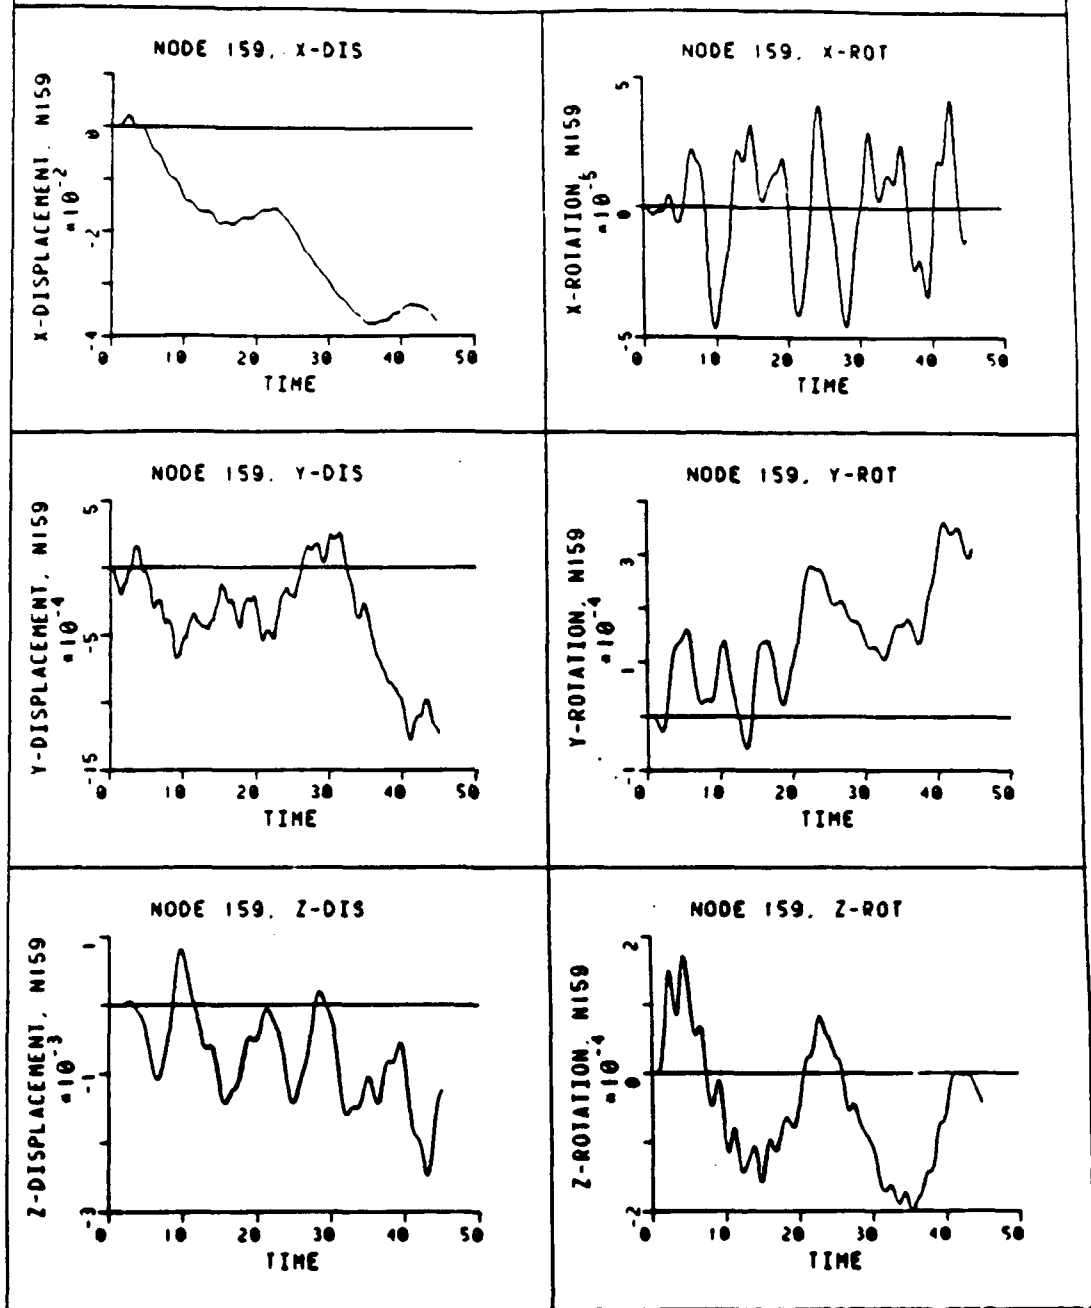 NODE 159, X-DIS
X-DISPLACEMENT, N159
*10^-2
0
-2
-4
0 10 20 30 40 50
TIME
NODE 159, X-ROT
X-ROTATION, N159
*10^-5
5
0
-5
0 10 20 30 40 50
TIME
NODE 159, Y-DIS
Y-DISPLACEMENT, N159
*10^-4
5
-5
-15
0 10 20 30 40 50
TIME
NODE 159, Y-ROT
Y-ROTATION, N159
*10^-4
3
1
-1
0 10 20 30 40 50
TIME
NODE 159, Z-DIS
Z-DISPLACEMENT, N159
*10^-3
1
-1
-3
0 10 20 30 40 50
TIME
NODE 159, Z-ROT
Z-ROTATION, N159
*10^-4
2
0
-2
0 10 20 30 40 50
TIME